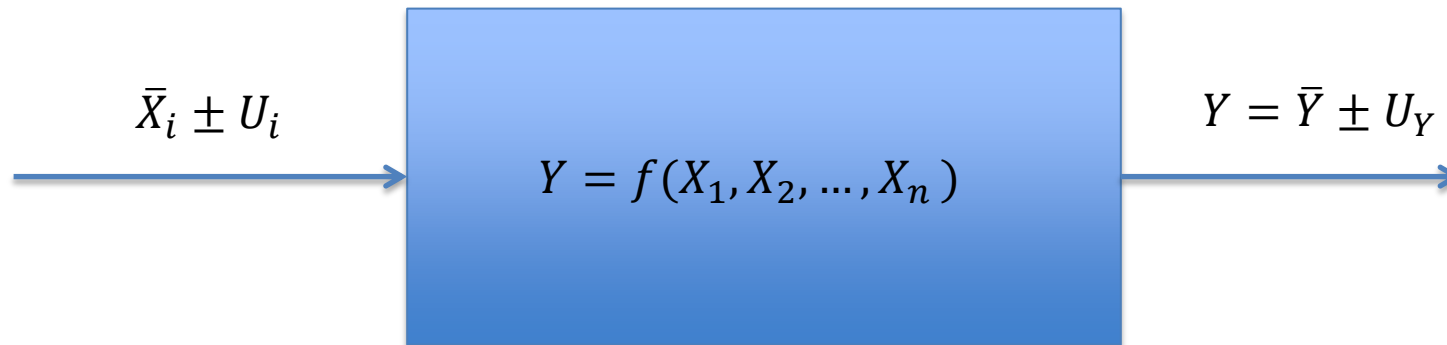 X̄ᵢ ± Uᵢ
Y = f(X₁, X₂, …, Xₙ )
Y = Ȳ ± U_Y